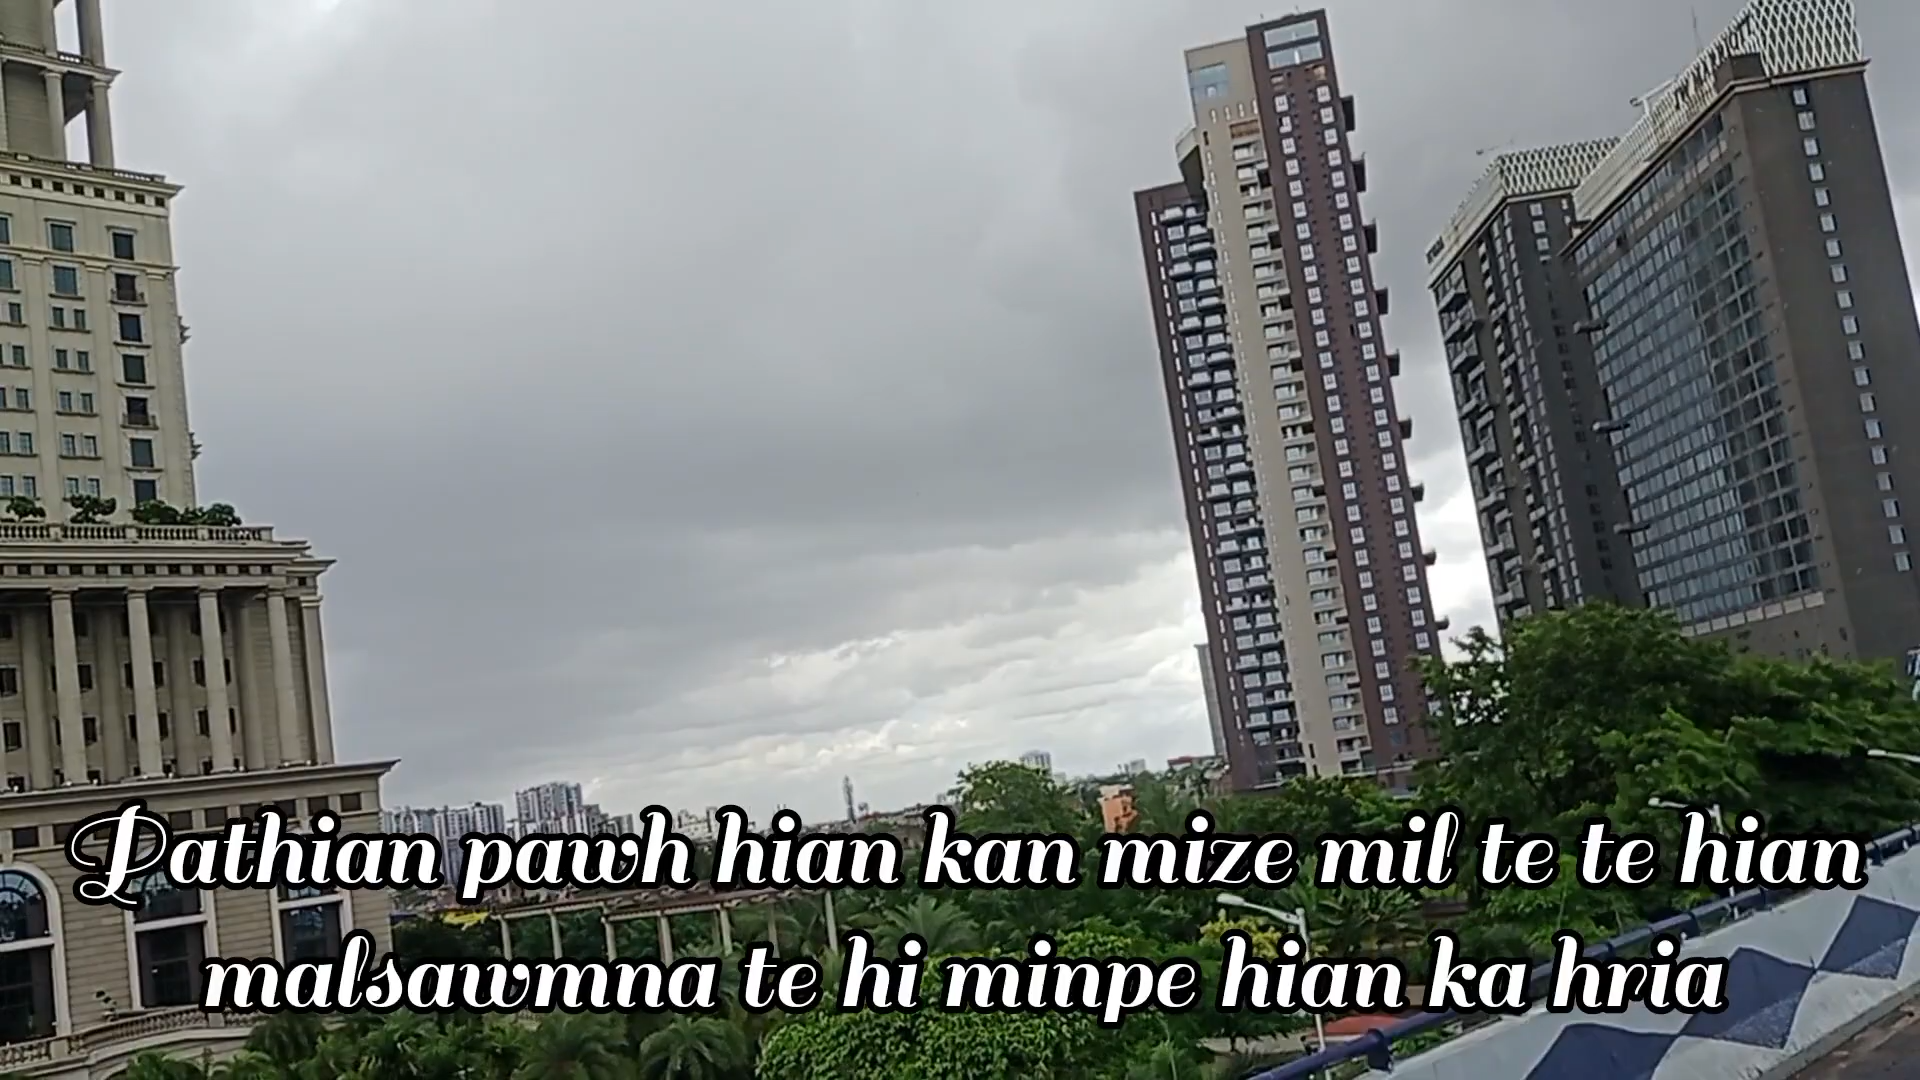 Pathian pawh hian kan mize mil te te hian
malsawmna te hi minpe hian ka hria